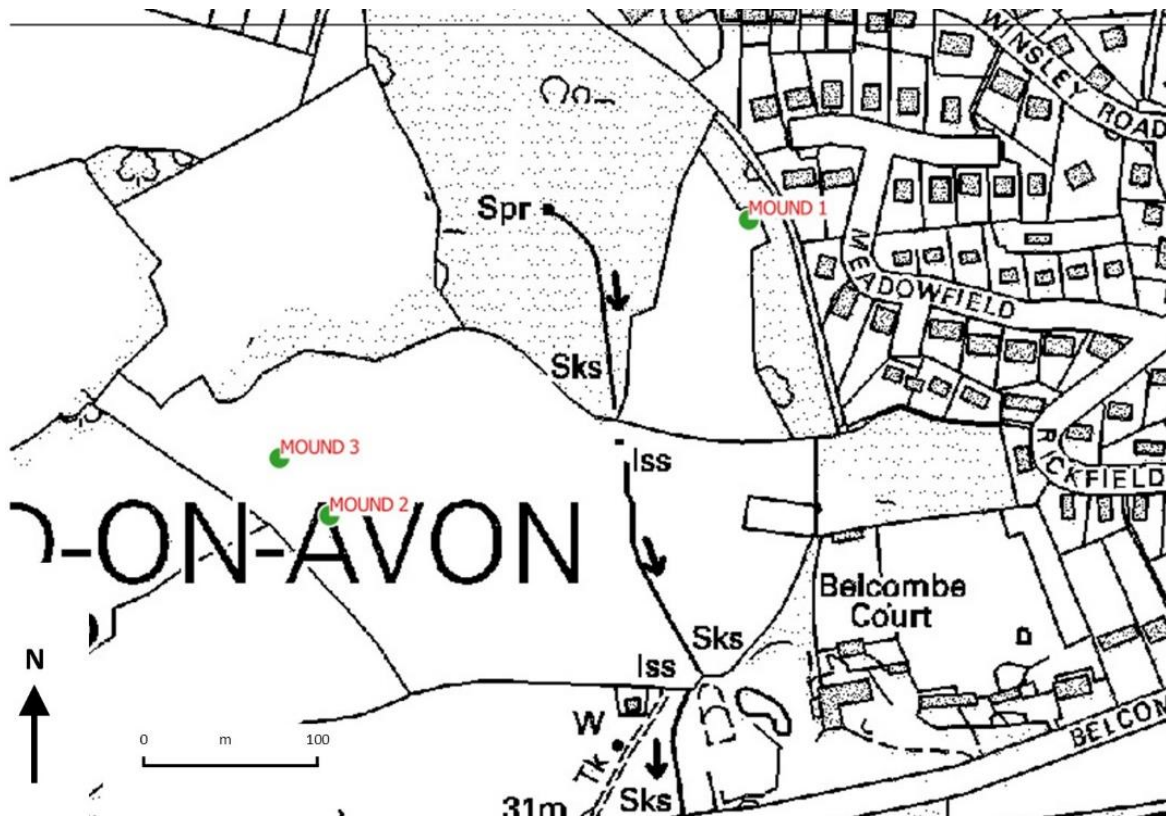 WINSLEY ROAD
Spr
MOUND 1
MEADOWFIELD
Sks
MOUND 3
Iss
RICKFIELD
MOUND 2
-ON-AVON
Belcombe
Court
Sks
Iss
N
W
0 m 100
Tk
BELCOM
31m
Sks